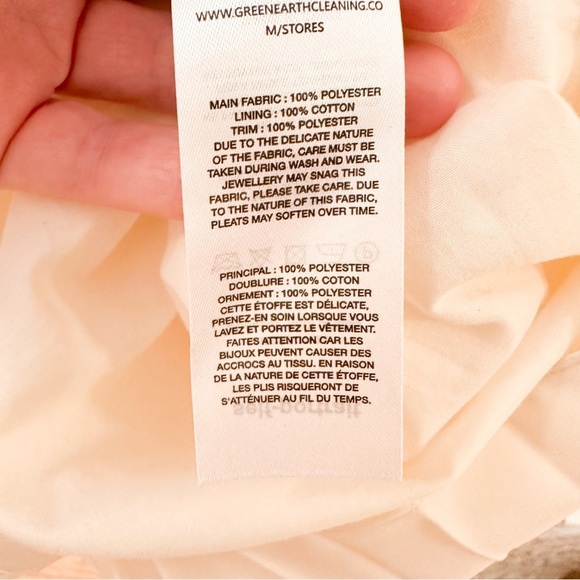 WWW.GREENEARTHCLEANING.CO
M/STORES
MAIN FABRIC : 100% POLYESTER
LINING : 100% COTTON
TRIM : 100% POLYESTER
DUE TO THE DELICATE NATURE
OF THE FABRIC, CARE MUST BE
TAKEN DURING WASH AND WEAR.
JEWELLERY MAY SNAG THIS
FABRIC, PLEASE TAKE CARE. DUE
TO THE NATURE OF THIS FABRIC,
PLEATS MAY SOFTEN OVER TIME.
PRINCIPAL : 100% POLYESTER
DOUBLURE : 100% COTON
ORNEMENT : 100% POLYESTER
CETTE ÉTOFFE EST DÉLICATE,
PRENEZ-EN SOIN LORSQUE VOUS
LAVEZ ET PORTEZ LE VÊTEMENT.
FAITES ATTENTION CAR LES
BIJOUX PEUVENT CAUSER DES
ACCROCS AU TISSU. EN RAISON
DE LA NATURE DE CETTE ÉTOFFE,
LES PLIS RISQUERONT DE
S'ATTÉNUER AU FIL DU TEMPS.
self-portrait